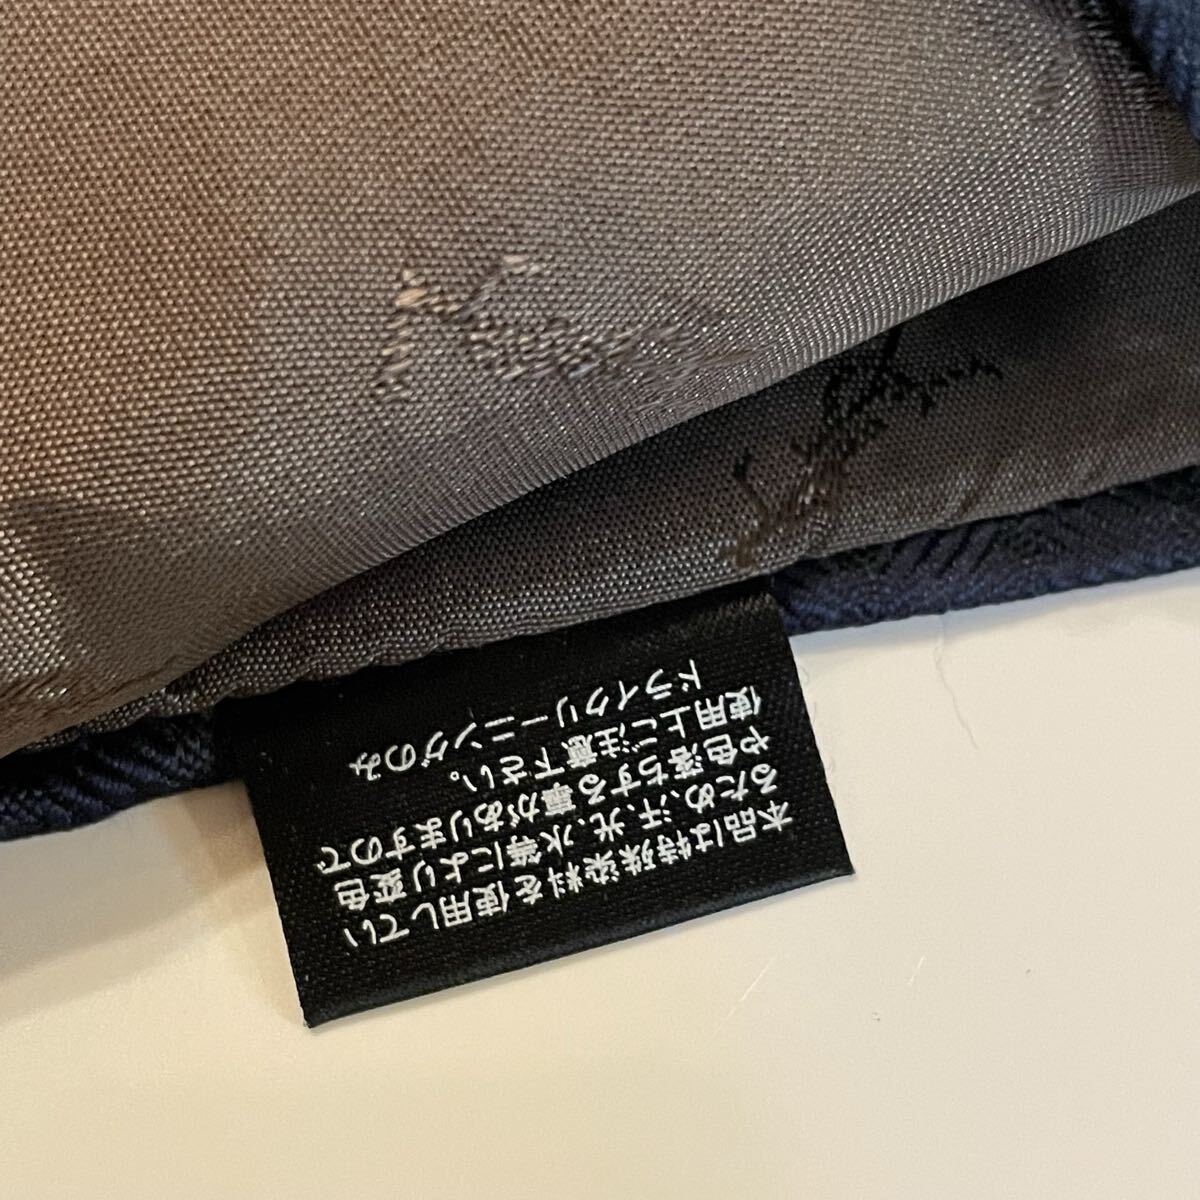 本品は特殊染料を使用してい
るため、汗、光、水等により変色
や色落ちする事がありますので
使用上ご注意下さい。
ドライクリーニングのみ